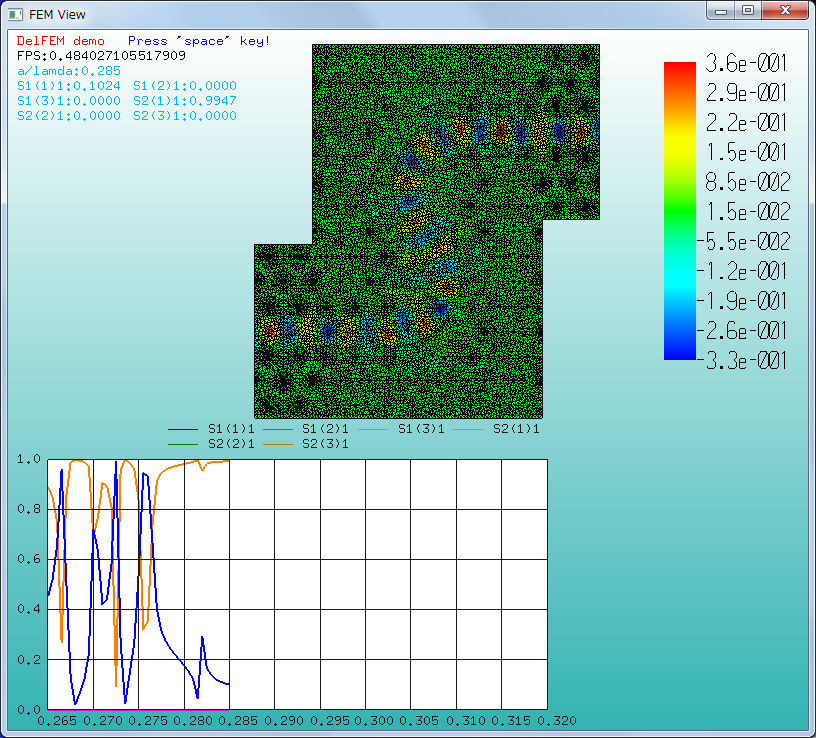 FEM View
DelFEM demo Press "space" key!
FPS:0.484027105517909
a/lamda:0.285
S1(1)1:0.1024 S1(2)1:0.0000
S1(3)1:0.0000 S2(1)1:0.9947
S2(2)1:0.0000 S2(3)1:0.0000
3.6e-001
2.9e-001
2.2e-001
1.5e-001
8.5e-002
1.5e-002
-5.5e-002
-1.2e-001
-1.9e-001
-2.6e-001
-3.3e-001
S1(1)1 S1(2)1 S1(3)1 S2(1)1
S2(2)1 S2(3)1
1.0
0.8
0.6
0.4
0.2
0.0
0.265 0.270 0.275 0.280 0.285 0.290 0.295 0.300 0.305 0.310 0.315 0.320